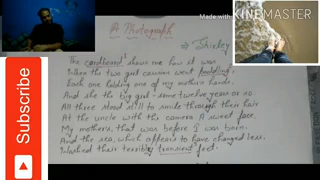 A Photograph
Made with KINEMASTER
→ Shirley
The cardboard shows me how it was
When the two girl cousins went paddling,
Each one holding one of my mother's hands,
And she the big girl - some twelve years or so.
All three stood still to smile through their hair
At the uncle with the camera. A sweet face,
My mother's, that was before I was born.
And the sea, which appears to have changed less,
Washed their terribly transient feet.
Subscribe